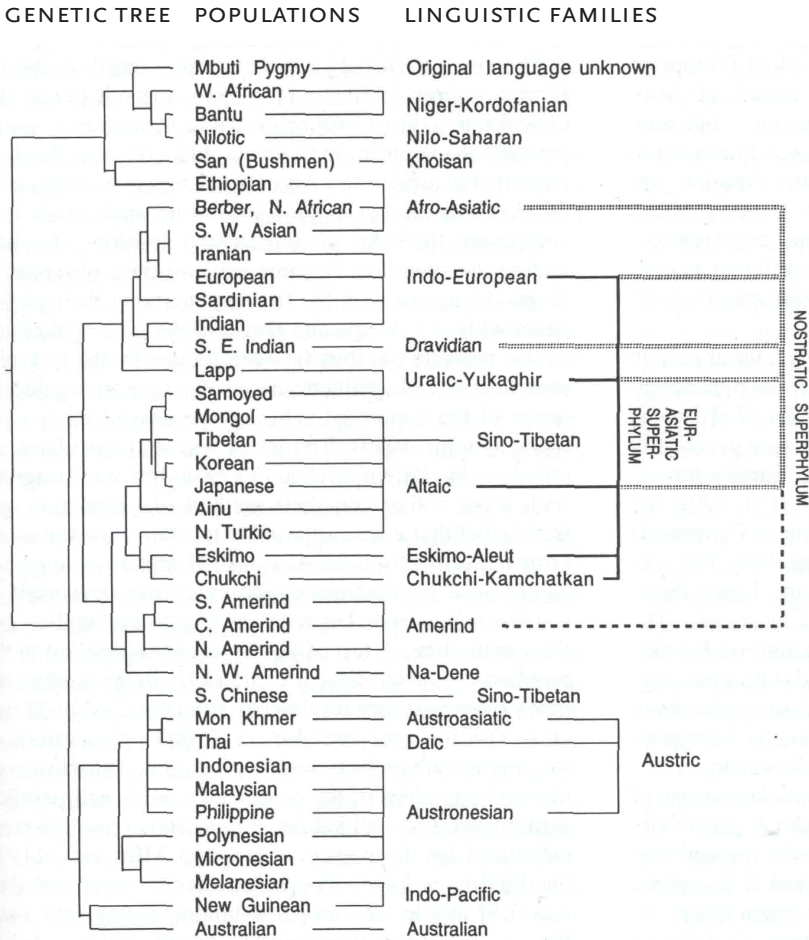 GENETIC TREE POPULATIONS LINGUISTIC FAMILIES
Mbuti Pygmy Original language unknown
W. African
Niger-Kordofanian
Bantu
Nilotic Nilo-Saharan
San (Bushmen) Khoisan
Ethiopian
Berber, N. African Afro-Asiatic
S. W. Asian
Iranian
European Indo-European
Sardinian
Indian
S. E. Indian Dravidian
Lapp
Uralic-Yukaghir
Samoyed
Mongol
Tibetan Sino-Tibetan
Korean
Japanese Altaic
Ainu
N. Turkic
Eskimo Eskimo-Aleut
Chukchi Chukchi-Kamchatkan
S. Amerind
C. Amerind Amerind
N. Amerind
N.W. Amerind Na-Dene
S. Chinese Sino-Tibetan
Mon Khmer Austroasiatic
Thai Daic
Indonesian
Malaysian
Philippine Austronesian
Polynesian
Micronesian
Melanesian
Indo-Pacific
New Guinean
Australian Australian
Austric
EUR-
ASIATIC
SUPER-
PHYLUM
NOSTRATIC SUPERPHYLUM